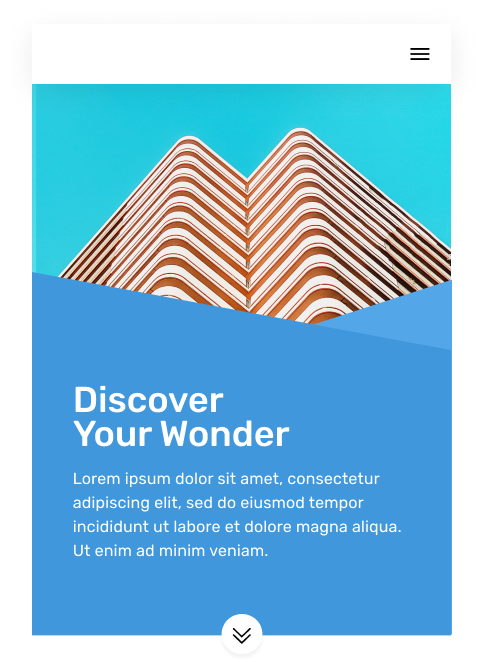 Discover
Your Wonder
Lorem ipsum dolor sit amet, consectetur
adipiscing elit, sed do eiusmod tempor
incididunt ut labore et dolore magna aliqua.
Ut enim ad minim veniam.